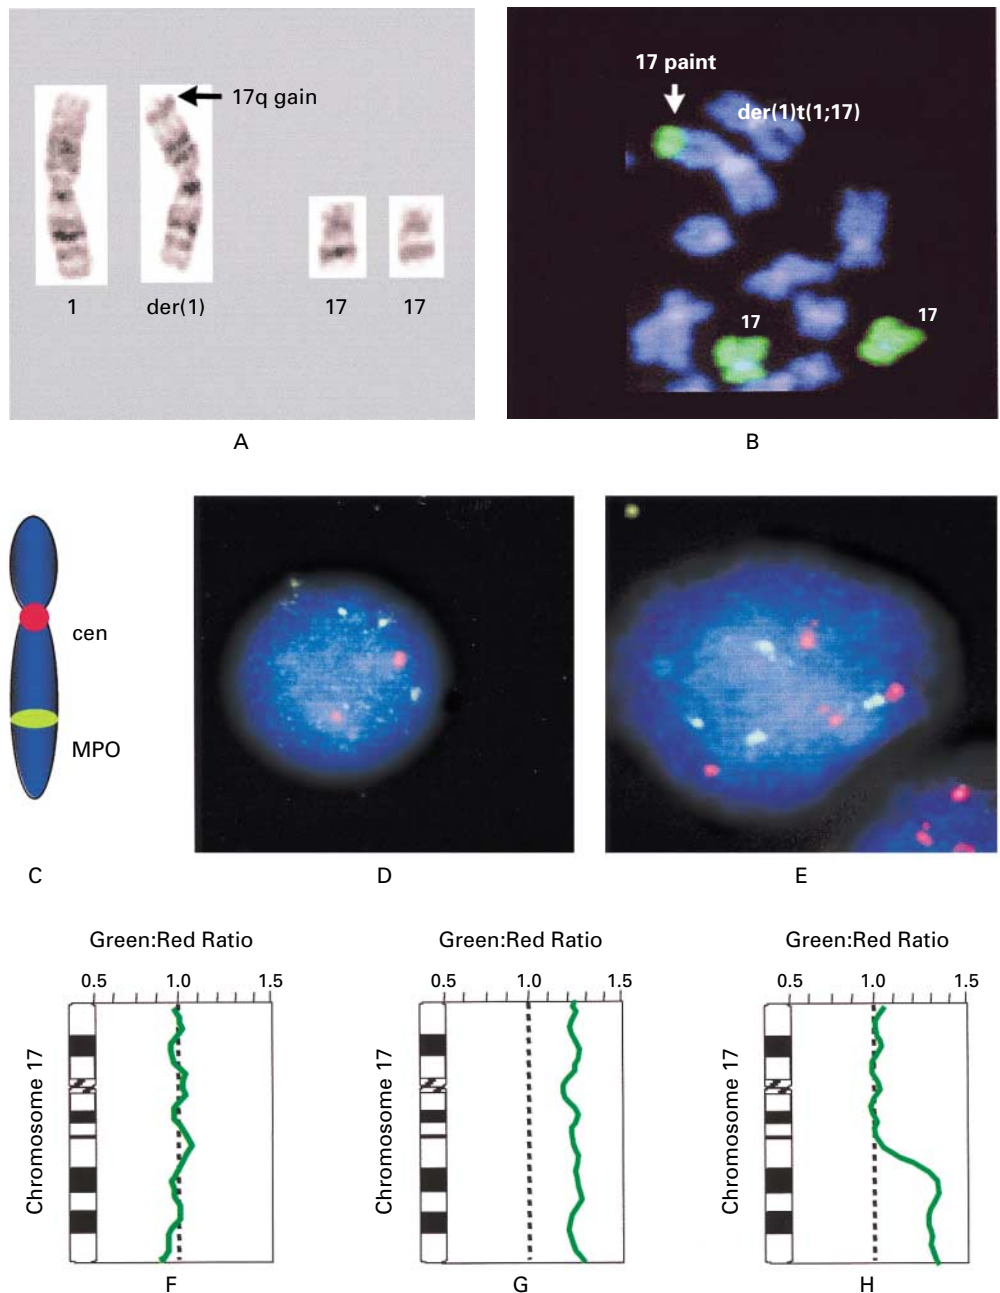 17q gain
1
der(1)
17
17
A
17 paint
der(1)t(1;17)
17
17
B
cen
MPO
C
D
E
Green:Red Ratio
0.5
1.0
1.5
Chromosome 17
F
Green:Red Ratio
0.5
1.0
1.5
Chromosome 17
G
Green:Red Ratio
0.5
1.0
1.5
Chromosome 17
H